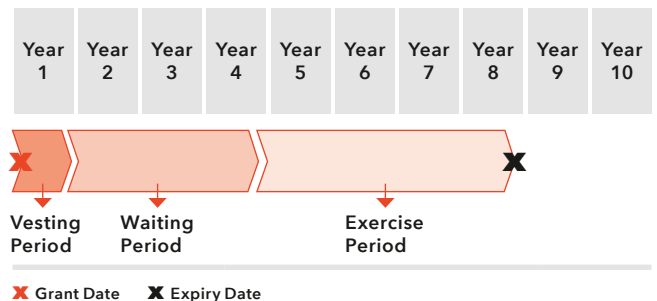 Year 1
Year 2
Year 3
Year 4
Year 5
Year 6
Year 7
Year 8
Year 9
Year 10
Vesting Period
Waiting Period
Exercise Period
Grant Date
Expiry Date